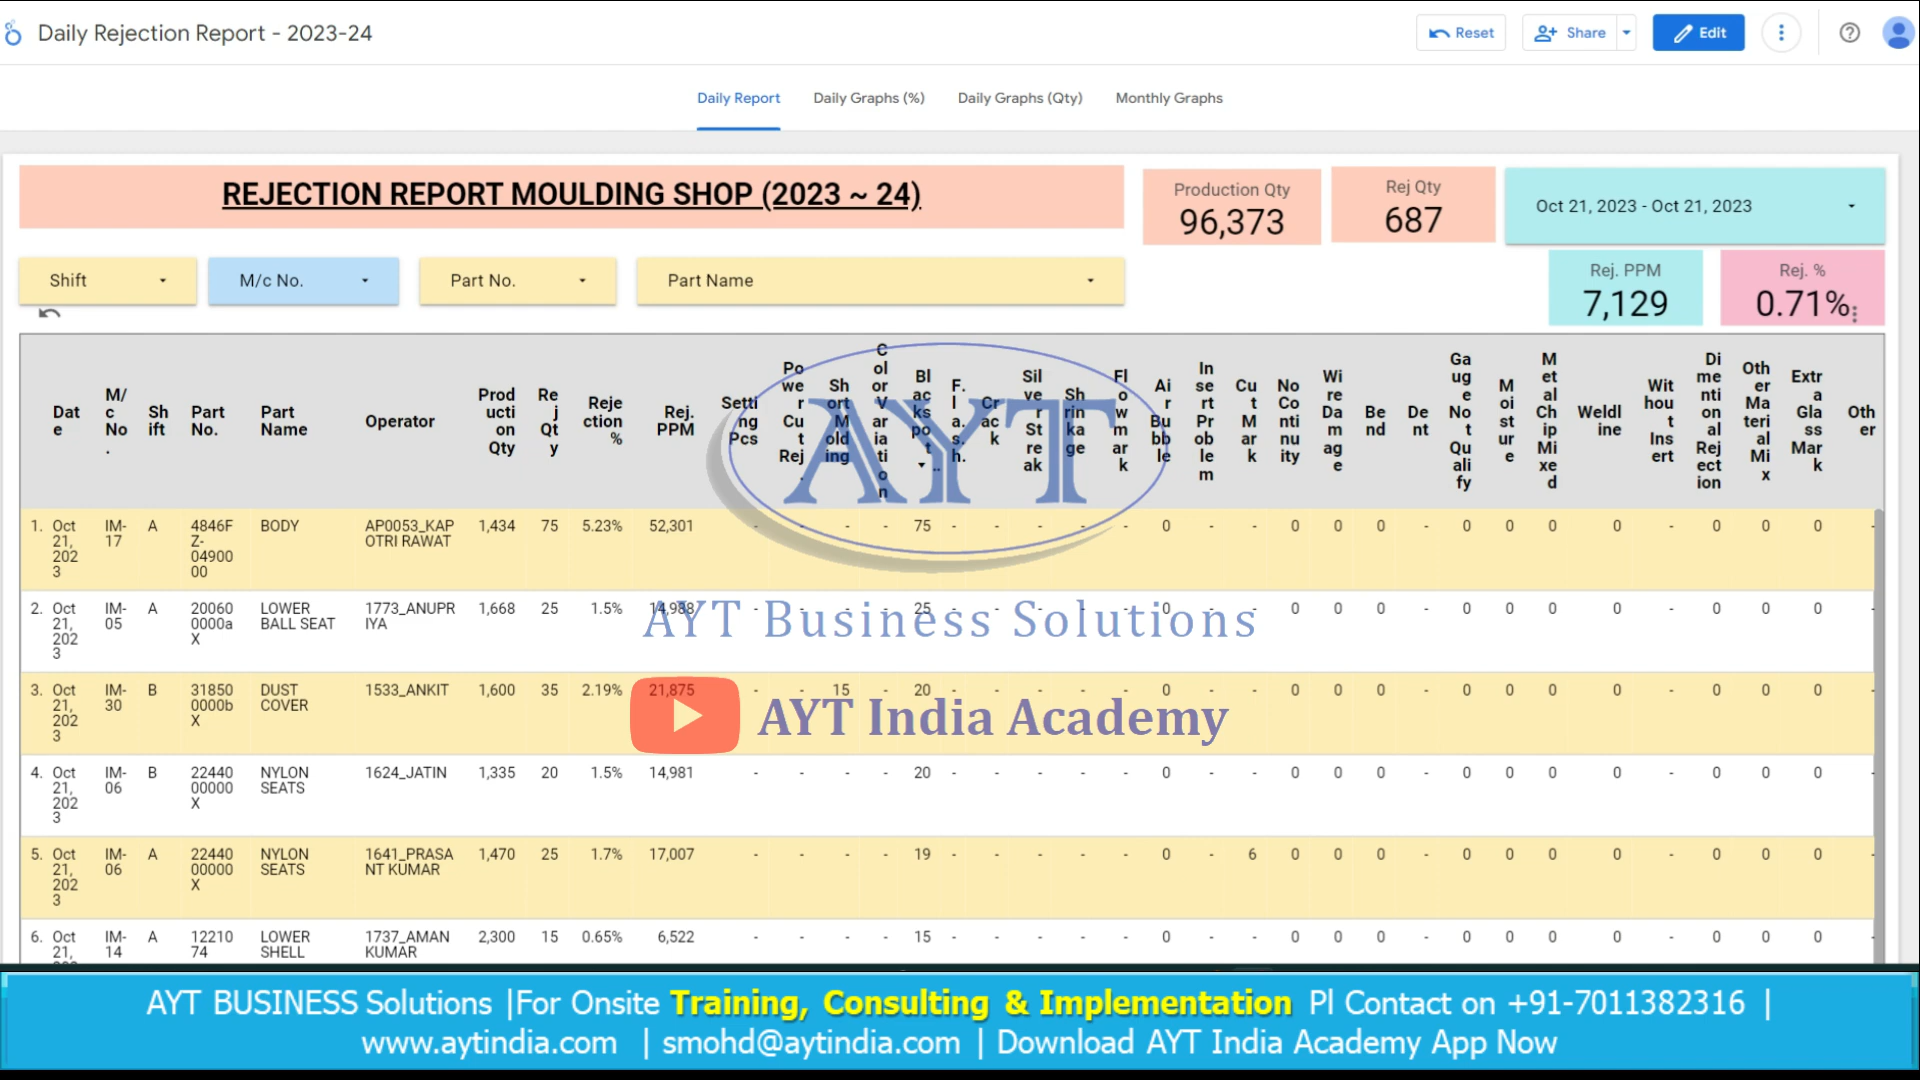 Daily Rejection Report - 2023-24
Reset
Share
Edit
Daily Report
Daily Graphs (%)
Daily Graphs (Qty)
Monthly Graphs
REJECTION REPORT MOULDING SHOP (2023 ~ 24)
Production Qty
96,373
Rej Qty
687
Oct 21, 2023 - Oct 21, 2023
Shift
M/c No.
Part No.
Part Name
Rej. PPM
7,129
Rej. %
0.71%
Date M/c No. Shift Part No. Part Name Operator Production Qty Rej Qty Rejection % Rej. PPM Setting Pcs Power Cut Rej. Short Molding Color Variation Blackspot F.l.a.s.h. Crack Silver Streak Shrinkage Flowmark Air Bubble Insert Problem Cut Mark No Continuity Wire Damage Bend Dent Gauge Not Qualify Moisture Metal Chip Mixed Weldline Without Insert Dimentional Rejection Other Material Mix Extra Glass Mark Other
1. Oct 21, 2023 IM-17 A 4846FZ-0490000 BODY AP0053_KAPOTRI RAWAT 1,434 75 5.23% 52,301 - - - - 75 - - - - - 0 - - 0 0 0 - 0 0 0 0 - 0 0 0 -
2. Oct 21, 2023 IM-05 A 200600000aX LOWER BALL SEAT 1773_ANUPRIYA 1,668 25 1.5% 14,988 - - - - 25 - - - - - 0 - - 0 0 0 - 0 0 0 0 - 0 0 0 -
3. Oct 21, 2023 IM-30 B 318500000bX DUST COVER 1533_ANKIT 1,600 35 2.19% 21,875 - - 15 - 20 - - - - - 0 - - 0 0 0 - 0 0 0 0 - 0 0 0 -
4. Oct 21, 2023 IM-06 B 2244000000X NYLON SEATS 1624_JATIN 1,335 20 1.5% 14,981 - - - - 20 - - - - - 0 - - 0 0 0 - 0 0 0 0 - 0 0 0 -
5. Oct 21, 2023 IM-06 A 2244000000X NYLON SEATS 1641_PRASANT KUMAR 1,470 25 1.7% 17,007 - - - - 19 - - - - - 0 - 6 0 0 0 - 0 0 0 0 - 0 0 0 -
6. Oct 21, IM-14 A 1221074 LOWER SHELL 1737_AMAN KUMAR 2,300 15 0.65% 6,522 - - - - 15 - - - - - 0 - - 0 0 0 - 0 0 0 0 - 0 0 0 -
AYT
AYT Business Solutions
AYT India Academy
AYT BUSINESS Solutions |For Onsite Training, Consulting & Implementation Pl Contact on +91-7011382316 |
www.aytindia.com | smohd@aytindia.com | Download AYT India Academy App Now